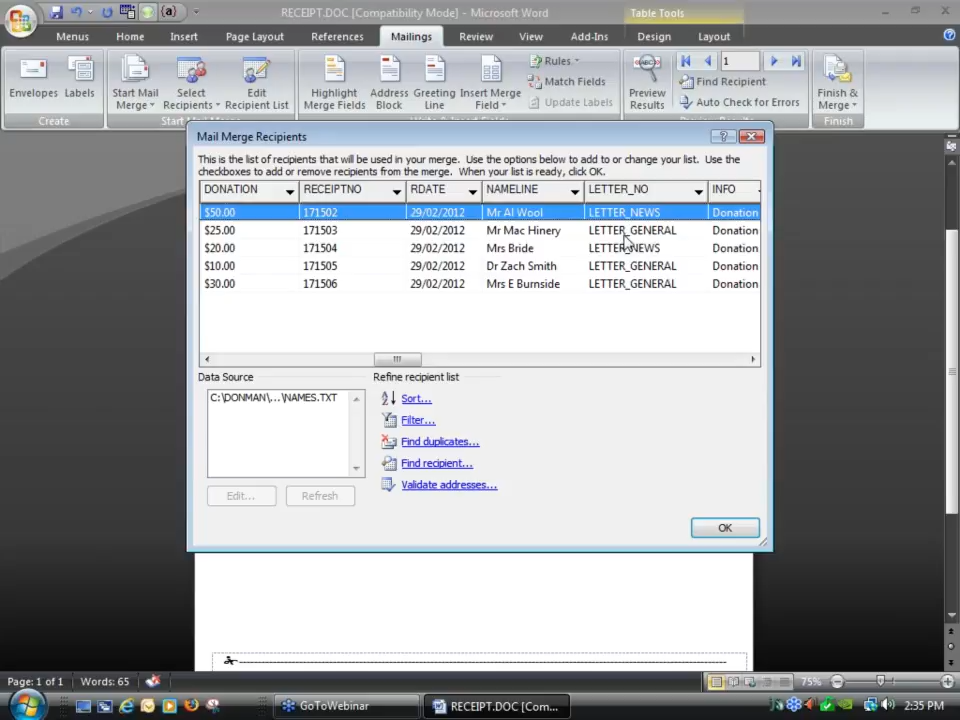 RECEIPT.DOC [Compatibility Mode] - Microsoft Word
Table Tools
Menus Home Insert Page Layout References Mailings Review View Add-Ins Design Layout
Envelopes Labels
Create
Start Mail Merge Select Recipients Edit Recipient List
Highlight Merge Fields Address Block Greeting Line Insert Merge Field
Rules
Match Fields
Update Labels
Preview Results
1
Find Recipient
Auto Check for Errors
Finish & Merge
Finish
Mail Merge Recipients
This is the list of recipients that will be used in your merge. Use the options below to add to or change your list. Use the
checkboxes to add or remove recipients from the merge. When your list is ready, click OK.
DONATION RECEIPTNO RDATE NAMELINE LETTER_NO INFO
$50.00 171502 29/02/2012 Mr Al Wool LETTER_NEWS Donation
$25.00 171503 29/02/2012 Mr Mac Hinery LETTER_GENERAL Donation
$20.00 171504 29/02/2012 Mrs Bride LETTER_NEWS Donation
$10.00 171505 29/02/2012 Dr Zach Smith LETTER_GENERAL Donation
$30.00 171506 29/02/2012 Mrs E Burnside LETTER_GENERAL Donation
Data Source
C:\DONMAN\...\NAMES.TXT
Edit... Refresh
Refine recipient list
Sort...
Filter...
Find duplicates...
Find recipient...
Validate addresses...
OK
Page: 1 of 1 Words: 65 75%
GoToWebinar RECEIPT.DOC [Com... 2:35 PM